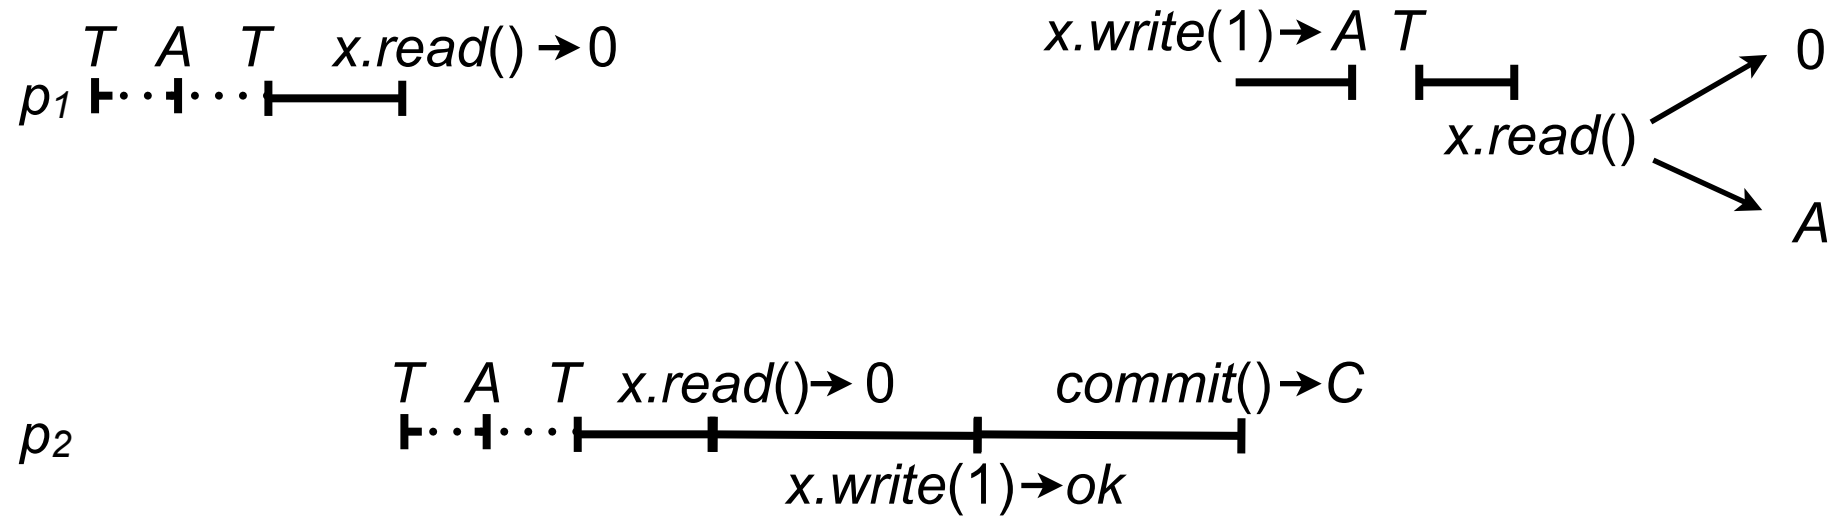 T A T x.read() → 0 x.write(1) → A T 0
p1
x.read()
A
T A T x.read() → 0 commit() → C
p2
x.write(1) → ok